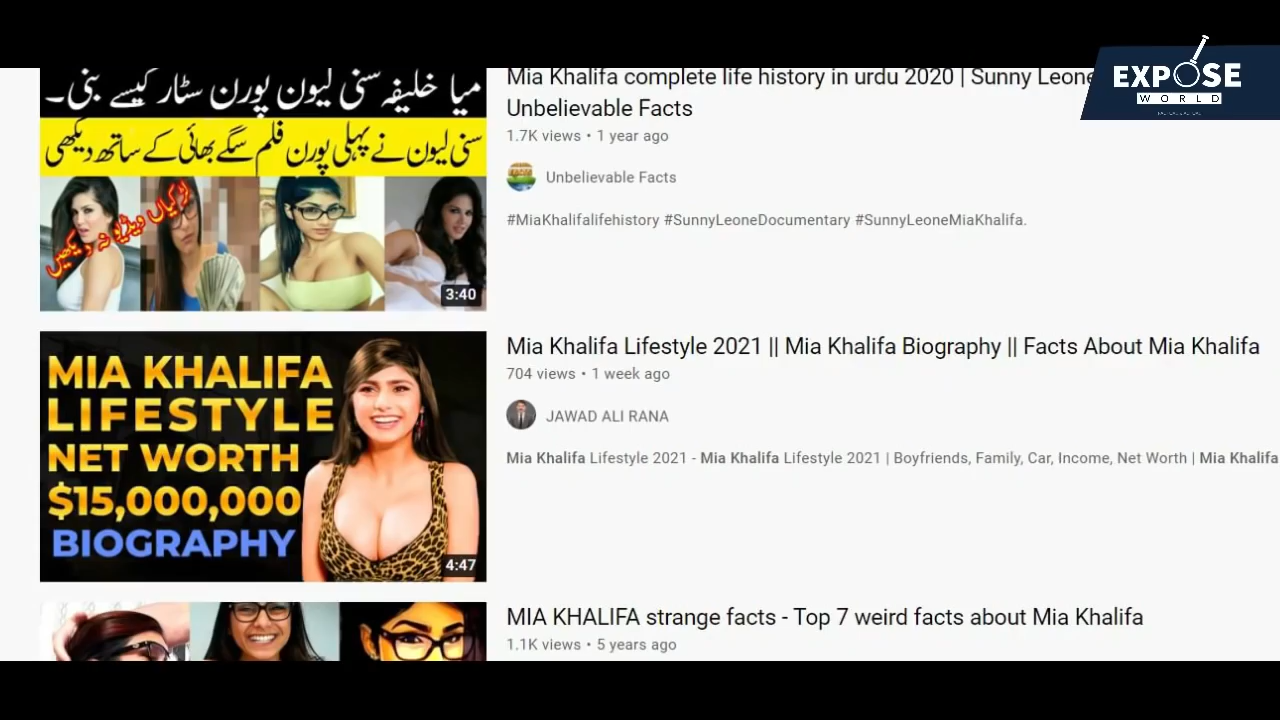 میا خلیفہ سنی لیون پورن سٹار کیسے بنی۔
سنی لیون نے پہلی پورن فلم سگے بھائی کے ساتھ دیکھی
لڑکیاں ویڈیو نہ دیکھیں
3:40
Mia Khalifa complete life history in urdu 2020 | Sunny Leone
Unbelievable Facts
1.7K views • 1 year ago
Unbelievable Facts
#MiaKhalifalifehistory #SunnyLeoneDocumentary #SunnyLeoneMiaKhalifa.
EXPOSE
WORLD
MIA KHALIFA
LIFESTYLE
NET WORTH
$15,000,000
BIOGRAPHY
4:47
Mia Khalifa Lifestyle 2021 || Mia Khalifa Biography || Facts About Mia Khalifa
704 views • 1 week ago
JAWAD ALI RANA
Mia Khalifa Lifestyle 2021 - Mia Khalifa Lifestyle 2021 | Boyfriends, Family, Car, Income, Net Worth | Mia Khalifa
MIA KHALIFA strange facts - Top 7 weird facts about Mia Khalifa
1.1K views • 5 years ago